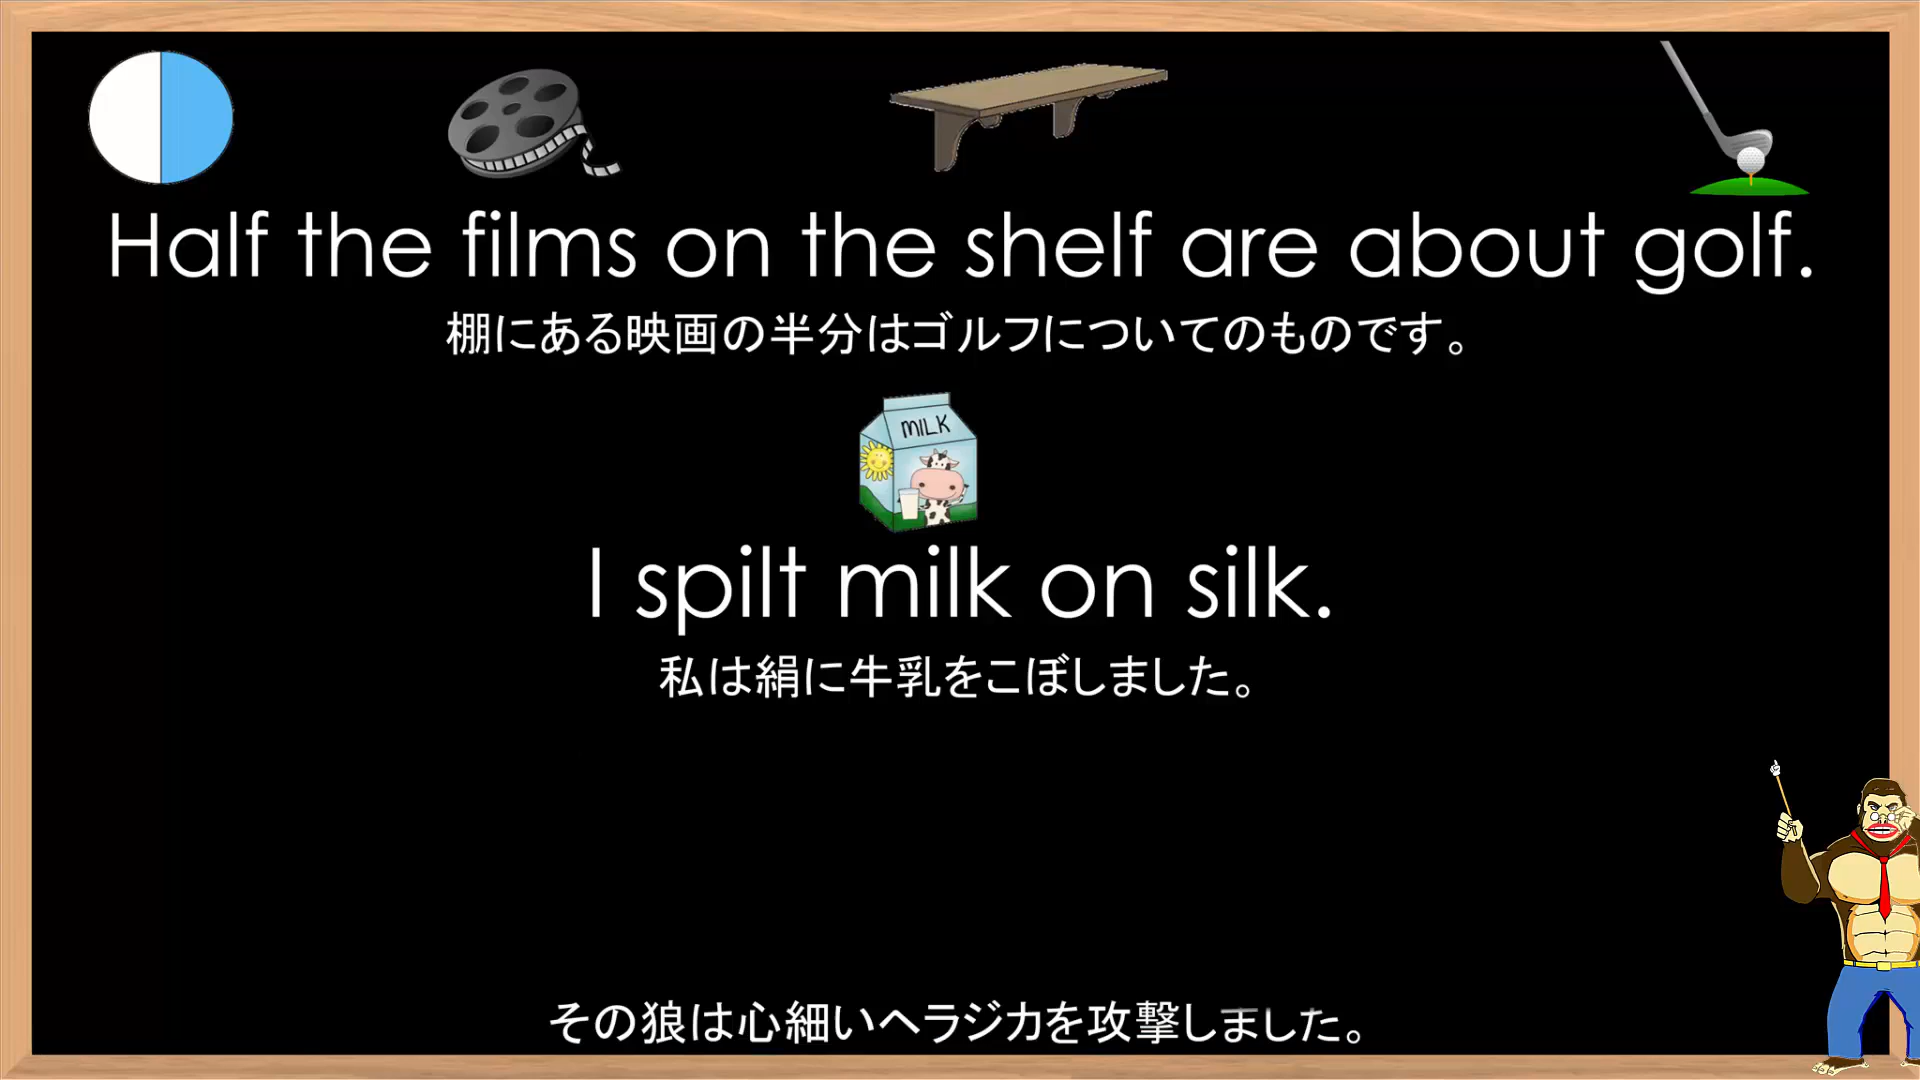 Half the films on the shelf are about golf.
棚にある映画の半分はゴルフについてのものです。
MILK
I spilt milk on silk.
私は絹に牛乳をこぼしました。
その狼は心細いヘラジカを攻撃しました。